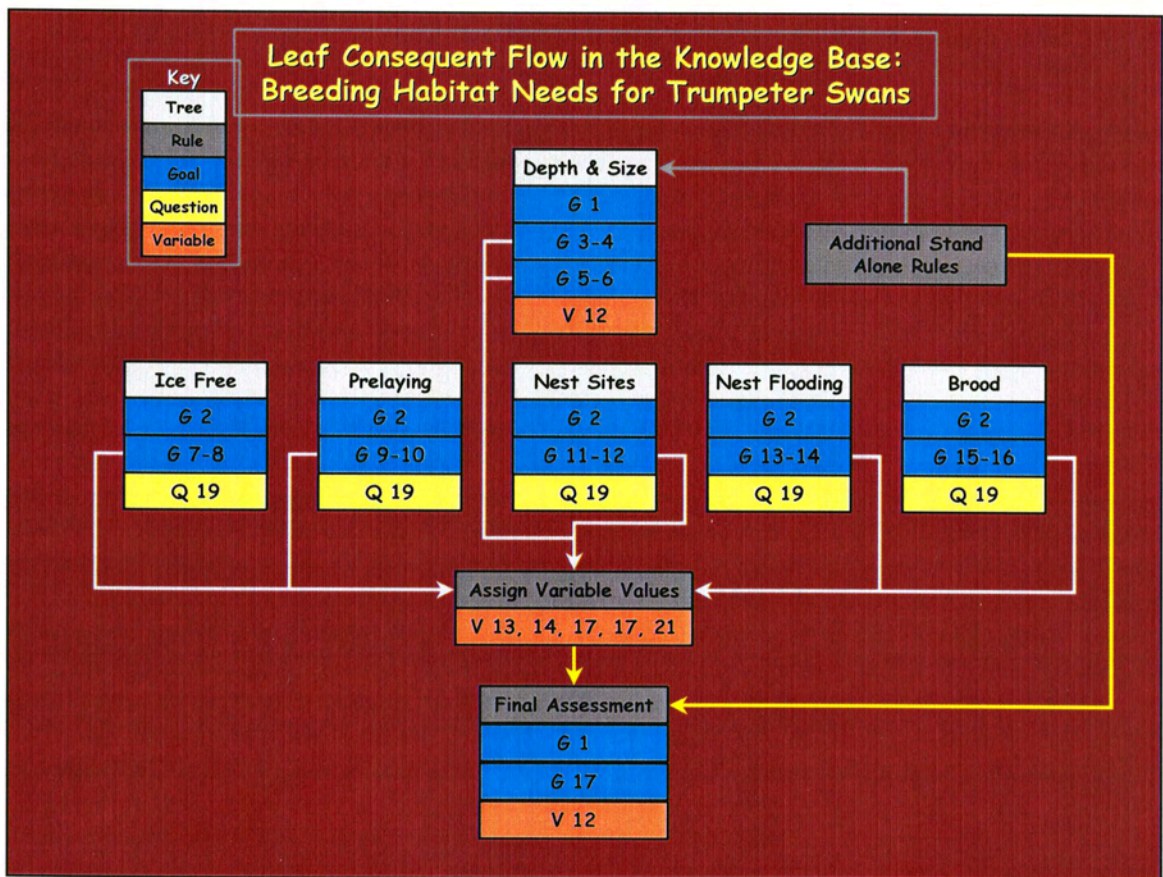 Leaf Consequent Flow in the Knowledge Base:
Breeding Habitat Needs for Trumpeter Swans
Key
Tree
Rule
Goal
Question
Variable
Depth & Size
G 1
G 3-4
G 5-6
V 12
Additional Stand
Alone Rules
Ice Free
G 2
G 7-8
Q 19
Prelaying
G 2
G 9-10
Q 19
Nest Sites
G 2
G 11-12
Q 19
Nest Flooding
G 2
G 13-14
Q 19
Brood
G 2
G 15-16
Q 19
Assign Variable Values
V 13, 14, 17, 17, 21
Final Assessment
G 1
G 17
V 12